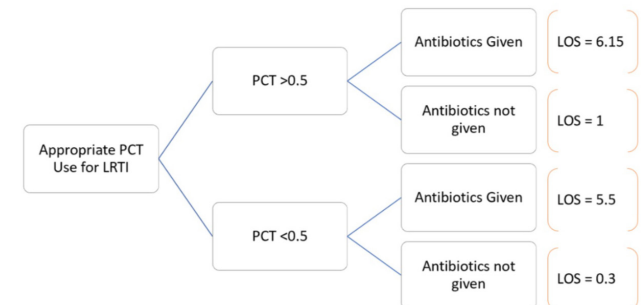 Antibiotics Given
LOS = 6.15
PCT >0.5
Antibiotics not
given
LOS = 1
Appropriate PCT
Use for LRTI
Antibiotics Given
LOS = 5.5
PCT <0.5
Antibiotics not
given
LOS = 0.3